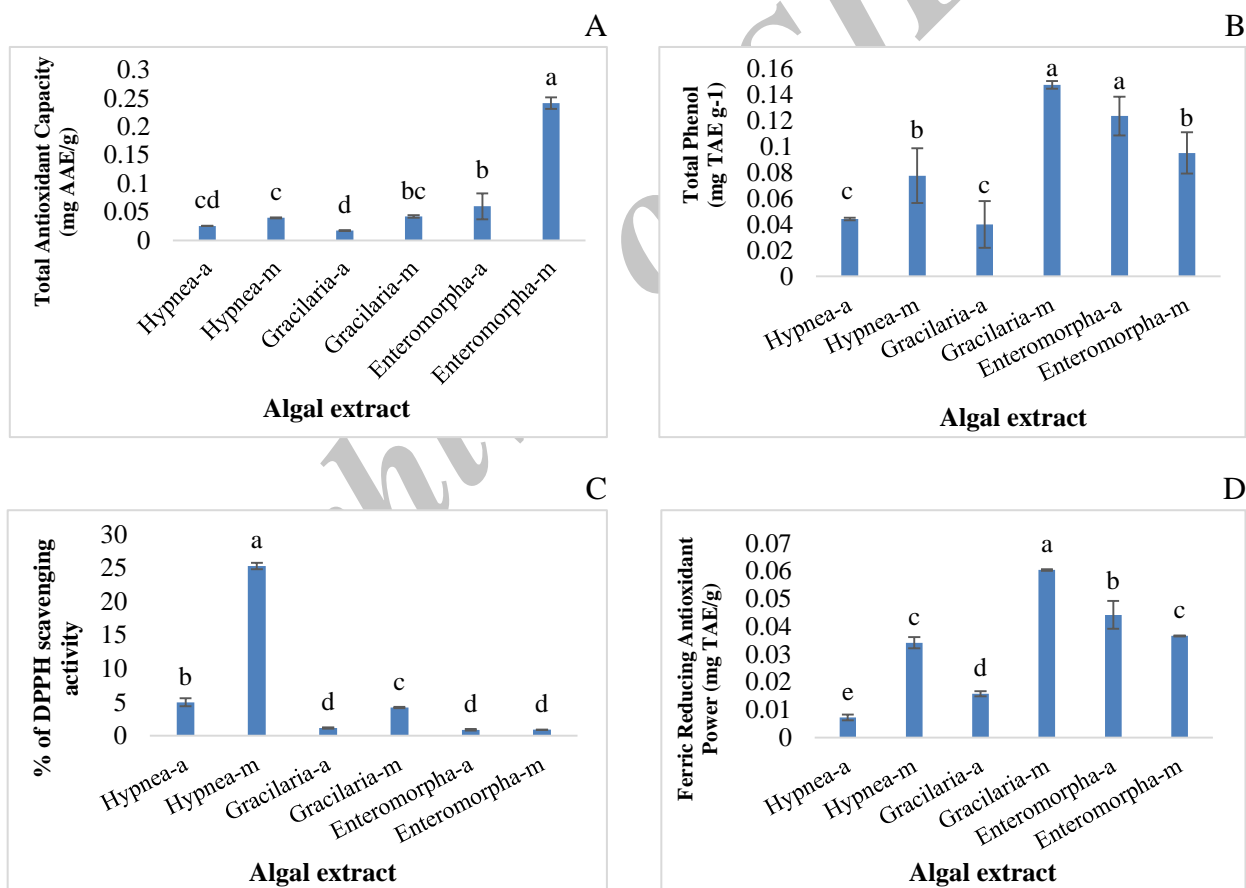 A
Total Antioxidant Capacity
(mg AAE/g)
0.3
0.25
0.2
0.15
0.1
0.05
0
cd
c
d
bc
b
a
Hypnea-a
Hypnea-m
Gracilaria-a
Gracilaria-m
Enteromorpha-a
Enteromorpha-m
Algal extract
B
Total Phenol
(mg TAE g-1)
0.16
0.14
0.12
0.1
0.08
0.06
0.04
0.02
0
c
b
c
a
a
b
Hypnea-a
Hypnea-m
Gracilaria-a
Gracilaria-m
Enteromorpha-a
Enteromorpha-m
Algal extract
C
% of DPPH scavenging
activity
30
25
20
15
10
5
0
b
a
d
c
d
d
Hypnea-a
Hypnea-m
Gracilaria-a
Gracilaria-m
Enteromorpha-a
Enteromorpha-m
Algal extract
D
Ferric Reducing Antioxidant
Power (mg TAE/g)
0.07
0.06
0.05
0.04
0.03
0.02
0.01
0
e
c
d
a
b
c
Hypnea-a
Hypnea-m
Gracilaria-a
Gracilaria-m
Enteromorpha-a
Enteromorpha-m
Algal extract